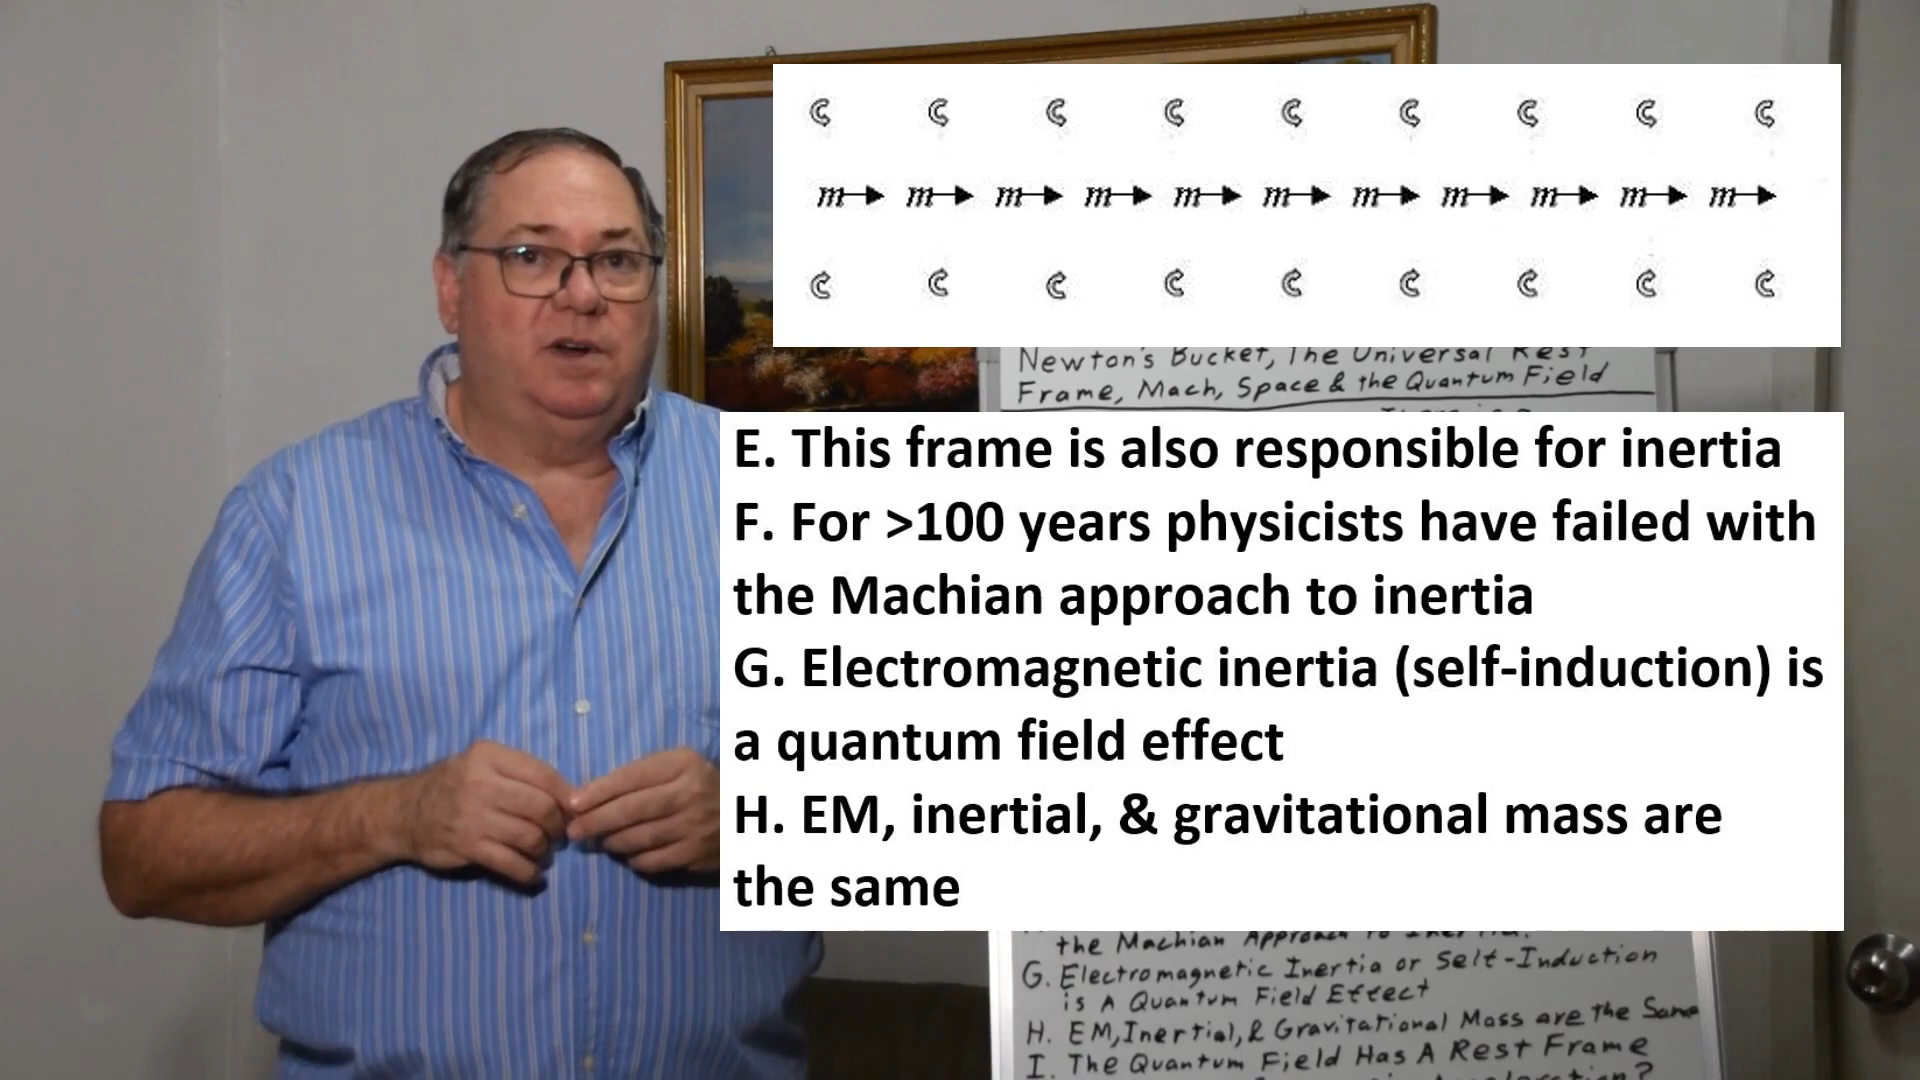 m m m m m m m m m m m
Newton's Bucket, The Universal Rest
Frame, Mach, Space & the Quantum Field
E. This frame is also responsible for inertia
F. For >100 years physicists have failed with
the Machian approach to inertia
G. Electromagnetic inertia (self-induction) is
a quantum field effect
H. EM, inertial, & gravitational mass are
the same
the Machian Approach to Inertia.
G. Electromagnetic Inertia or Self-Induction
is A Quantum Field Effect
H. EM, Inertial, & Gravitational Mass are the Same
I. The Quantum Field Has A Rest Frame